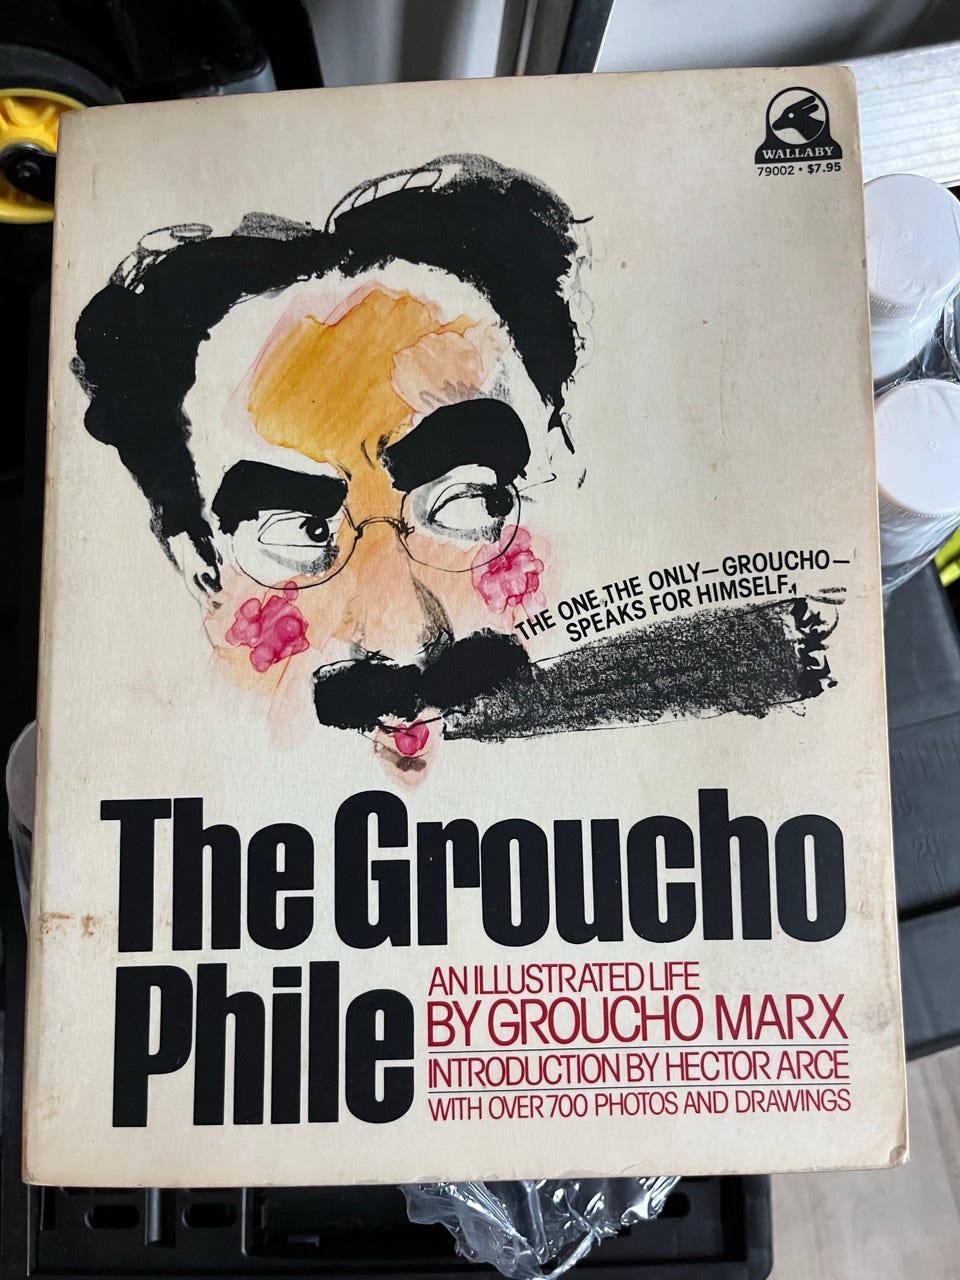 WALLABY
79002 • $7.95
THE ONE, THE ONLY—GROUCHO—
SPEAKS FOR HIMSELF.
The Groucho
Phile
AN ILLUSTRATED LIFE
BY GROUCHO MARX
INTRODUCTION BY HECTOR ARCE
WITH OVER 700 PHOTOS AND DRAWINGS